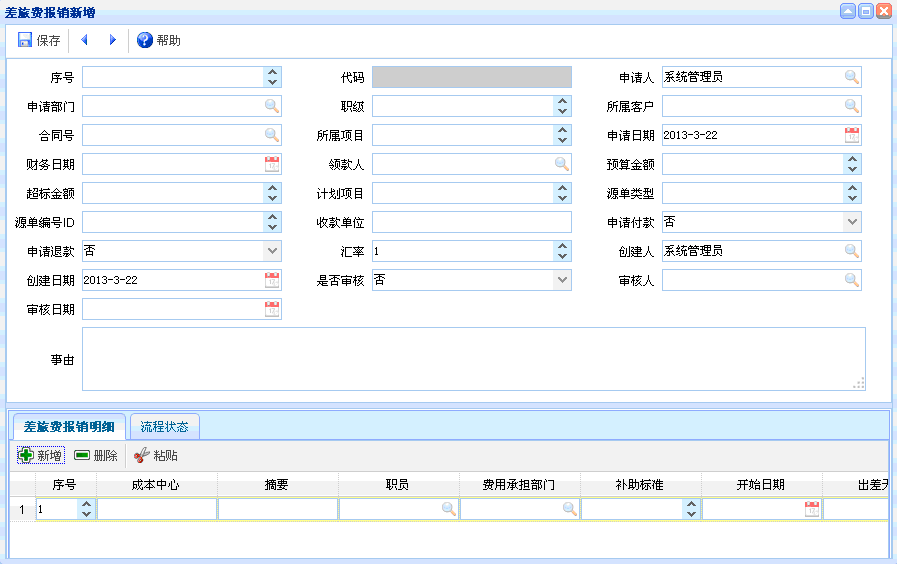 差旅费报销新增
保存 帮助
序号 代码 申请人 系统管理员
申请部门 职级 所属客户
合同号 所属项目 申请日期 2013-3-22
财务日期 领款人 预算金额
超标金额 计划项目 源单类型
源单编号ID 收款单位 申请付款 否
申请退款 否 汇率 1 创建人 系统管理员
创建日期 2013-3-22 是否审核 否 审核人
审核日期
事由
差旅费报销明细 流程状态
新增 删除 粘贴
序号 成本中心 摘要 职员 费用承担部门 补助标准 开始日期 出差天
1 1